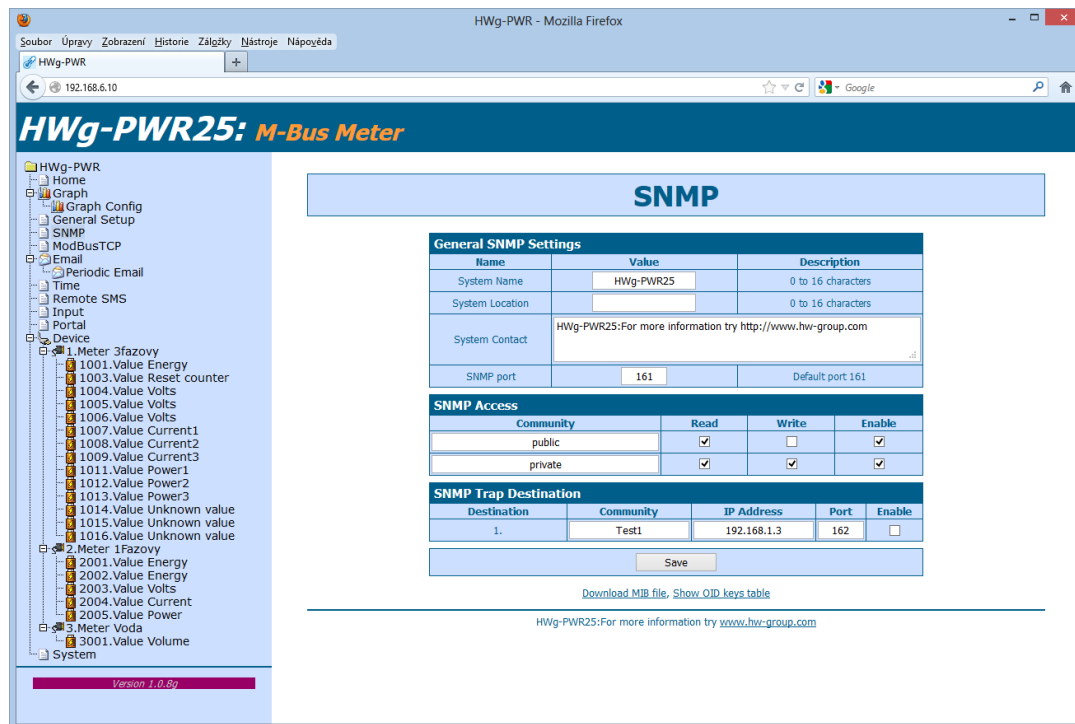 HWg-PWR - Mozilla Firefox
Soubor Úpravy Zobrazení Historie Záložky Nástroje Nápověda
HWg-PWR
192.168.6.10
Google
HWg-PWR25: M-Bus Meter
HWg-PWR
Home
Graph
Graph Config
General Setup
SNMP
ModBusTCP
Email
Periodic Email
Time
Remote SMS
Input
Portal
Device
1.Meter 3fazovy
1001.Value Energy
1003.Value Reset counter
1004.Value Volts
1005.Value Volts
1006.Value Volts
1007.Value Current1
1008.Value Current2
1009.Value Current3
1011.Value Power1
1012.Value Power2
1013.Value Power3
1014.Value Unknown value
1015.Value Unknown value
1016.Value Unknown value
2.Meter 1Fazovy
2001.Value Energy
2002.Value Energy
2003.Value Volts
2004.Value Current
2005.Value Power
3.Meter Voda
3001.Value Volume
System
Version 1.0.8g
SNMP
General SNMP Settings
Name Value Description
System Name HWg-PWR25 0 to 16 characters
System Location 0 to 16 characters
System Contact HWg-PWR25:For more information try http://www.hw-group.com
SNMP port 161 Default port 161
SNMP Access
Community Read Write Enable
public
private
SNMP Trap Destination
Destination Community IP Address Port Enable
1. Test1 192.168.1.3 162
Save
Download MIB file, Show OID keys table
HWg-PWR25:For more information try www.hw-group.com